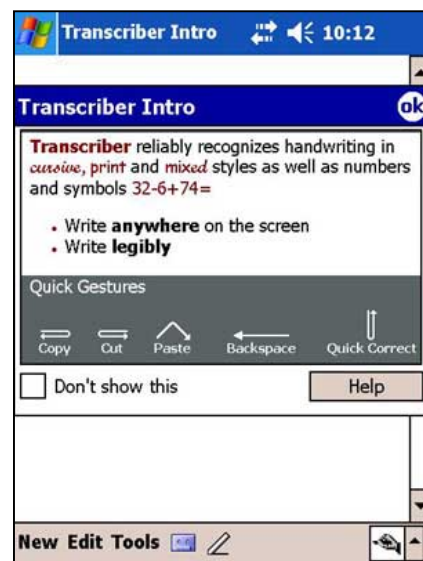 Transcriber Intro 10:12
Transcriber Intro ok
Transcriber reliably recognizes handwriting in
cursive, print and mixed styles as well as numbers
and symbols 32-6+74=
• Write anywhere on the screen
• Write legibly
Quick Gestures
Copy Cut Paste Backspace Quick Correct
Don't show this Help
New Edit Tools